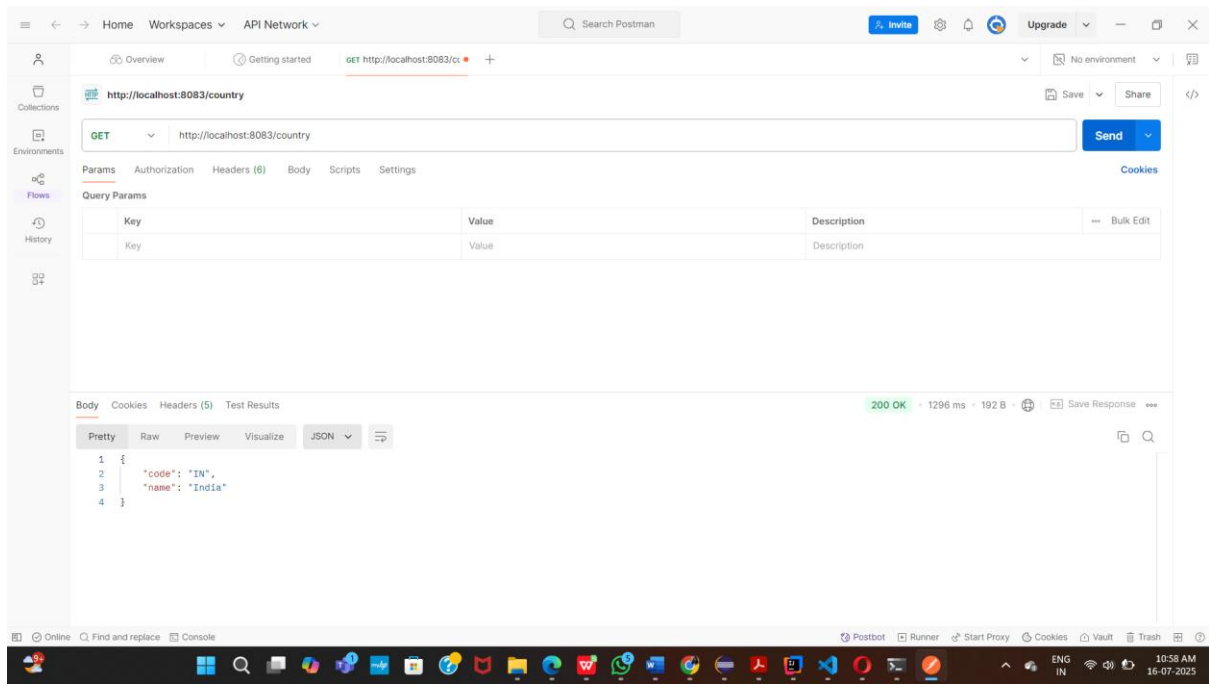 Home Workspaces API Network Search Postman Invite Upgrade
Overview Getting started GET http://localhost:8083/cc No environment
Collections
http://localhost:8083/country Save Share
Environments
GET http://localhost:8083/country Send
Params Authorization Headers (6) Body Scripts Settings Cookies
Flows
Query Params
Key Value Description Bulk Edit
History
Key Value Description
Body Cookies Headers (5) Test Results 200 OK 1296 ms 192 B Save Response
Pretty Raw Preview Visualize JSON
1 {
2 "code": "IN",
3 "name": "India"
4 }
Online Find and replace Console Postbot Runner Start Proxy Cookies Vault Trash
9+ 5 ENG 10:58 AM
IN 16-07-2025